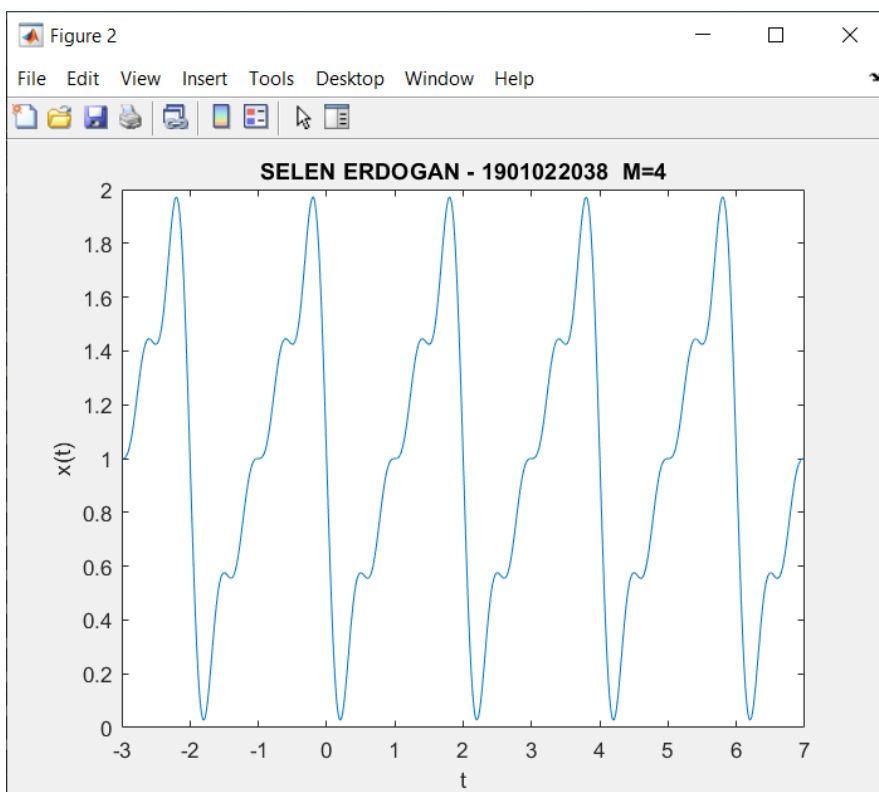 Figure 2
File Edit View Insert Tools Desktop Window Help
SELEN ERDOGAN - 1901022038 M=4
2
1.8
1.6
1.4
1.2
1
0.8
0.6
0.4
0.2
0
x(t)
-3 -2 -1 0 1 2 3 4 5 6 7
t